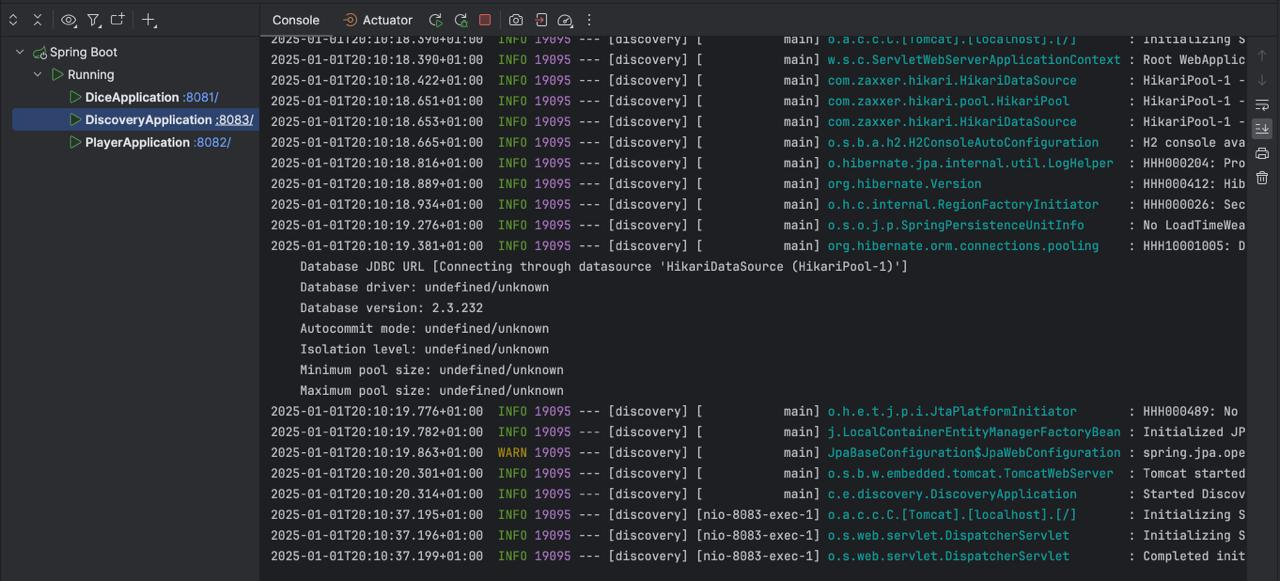 Console Actuator
Spring Boot
Running
DiceApplication :8081/
DiscoveryApplication :8083/
PlayerApplication :8082/
2025-01-01T20:10:18.390+01:00 INFO 19095 --- [discovery] [ main] o.a.c.c.C.[Tomcat].[localhost].[/] : Initializing S
2025-01-01T20:10:18.390+01:00 INFO 19095 --- [discovery] [ main] w.s.c.ServletWebServerApplicationContext : Root WebApplic
2025-01-01T20:10:18.422+01:00 INFO 19095 --- [discovery] [ main] com.zaxxer.hikari.HikariDataSource : HikariPool-1 -
2025-01-01T20:10:18.651+01:00 INFO 19095 --- [discovery] [ main] com.zaxxer.hikari.pool.HikariPool : HikariPool-1 -
2025-01-01T20:10:18.653+01:00 INFO 19095 --- [discovery] [ main] com.zaxxer.hikari.HikariDataSource : HikariPool-1 -
2025-01-01T20:10:18.665+01:00 INFO 19095 --- [discovery] [ main] o.s.b.a.h2.H2ConsoleAutoConfiguration : H2 console ava
2025-01-01T20:10:18.816+01:00 INFO 19095 --- [discovery] [ main] o.hibernate.jpa.internal.util.LogHelper : HHH000204: Pro
2025-01-01T20:10:18.889+01:00 INFO 19095 --- [discovery] [ main] org.hibernate.Version : HHH000412: Hib
2025-01-01T20:10:18.934+01:00 INFO 19095 --- [discovery] [ main] o.h.c.internal.RegionFactoryInitiator : HHH000026: Sec
2025-01-01T20:10:19.276+01:00 INFO 19095 --- [discovery] [ main] o.s.o.j.p.SpringPersistenceUnitInfo : No LoadTimeWea
2025-01-01T20:10:19.381+01:00 INFO 19095 --- [discovery] [ main] org.hibernate.orm.connections.pooling : HHH10001005: D
Database JDBC URL [Connecting through datasource 'HikariDataSource (HikariPool-1)']
Database driver: undefined/unknown
Database version: 2.3.232
Autocommit mode: undefined/unknown
Isolation level: undefined/unknown
Minimum pool size: undefined/unknown
Maximum pool size: undefined/unknown
2025-01-01T20:10:19.776+01:00 INFO 19095 --- [discovery] [ main] o.h.e.t.j.p.i.JtaPlatformInitiator : HHH000489: No
2025-01-01T20:10:19.782+01:00 INFO 19095 --- [discovery] [ main] j.LocalContainerEntityManagerFactoryBean : Initialized JP
2025-01-01T20:10:19.863+01:00 WARN 19095 --- [discovery] [ main] JpaBaseConfiguration$JpaWebConfiguration : spring.jpa.ope
2025-01-01T20:10:20.301+01:00 INFO 19095 --- [discovery] [ main] o.s.b.w.embedded.tomcat.TomcatWebServer : Tomcat started
2025-01-01T20:10:20.314+01:00 INFO 19095 --- [discovery] [ main] c.e.discovery.DiscoveryApplication : Started Discov
2025-01-01T20:10:37.195+01:00 INFO 19095 --- [discovery] [nio-8083-exec-1] o.a.c.c.C.[Tomcat].[localhost].[/] : Initializing S
2025-01-01T20:10:37.196+01:00 INFO 19095 --- [discovery] [nio-8083-exec-1] o.s.web.servlet.DispatcherServlet : Initializing S
2025-01-01T20:10:37.199+01:00 INFO 19095 --- [discovery] [nio-8083-exec-1] o.s.web.servlet.DispatcherServlet : Completed init